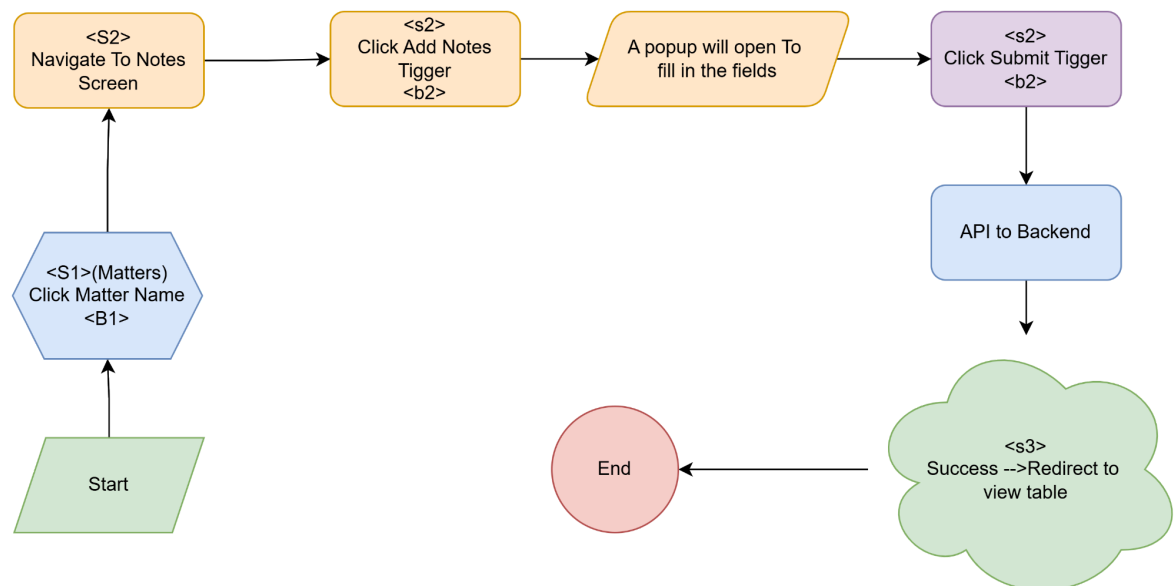 <S2>
Navigate To Notes
Screen
<s2>
Click Add Notes
Tigger
<b2>
A popup will open To
fill in the fields
<s2>
Click Submit Tigger
<b2>
API to Backend
<S1>(Matters)
Click Matter Name
<B1>
<s3>
Success -->Redirect to
view table
End
Start